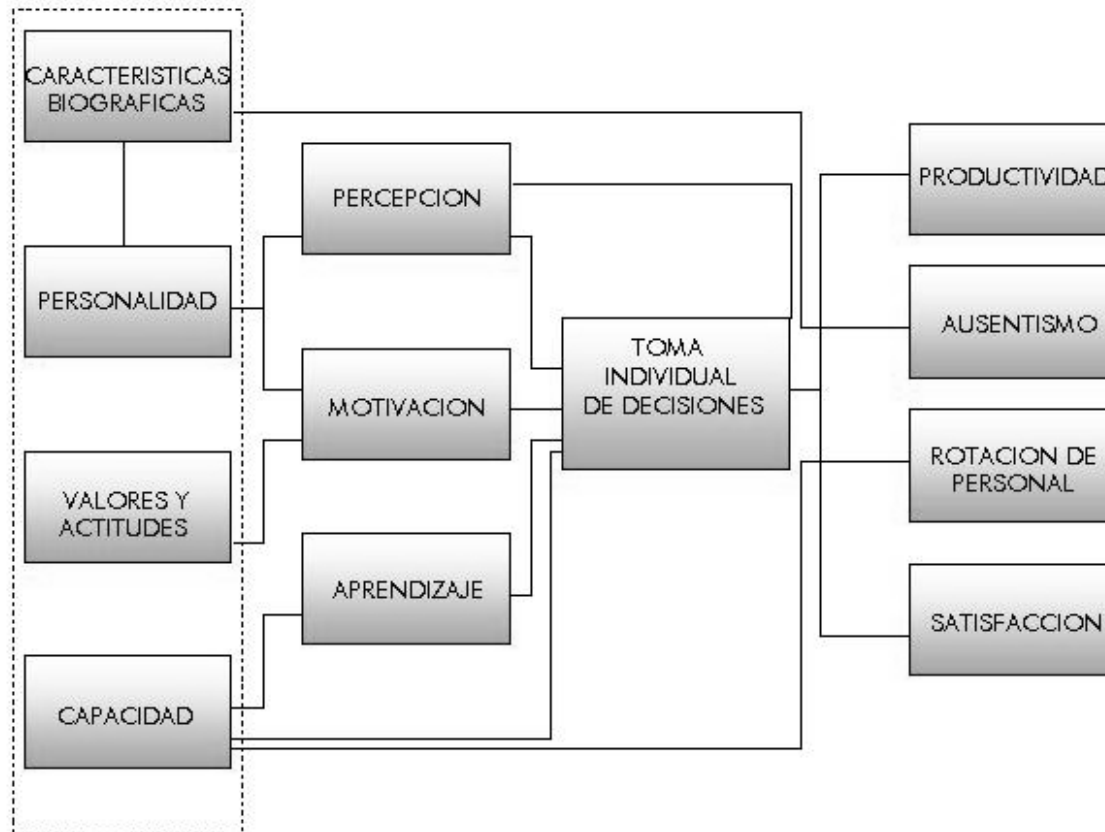 CARACTERISTICAS
BIOGRAFICAS
PERSONALIDAD
VALORES Y
ACTITUDES
CAPACIDAD
PERCEPCION
MOTIVACION
APRENDIZAJE
TOMA
INDIVIDUAL
DE DECISIONES
PRODUCTIVIDAD
AUSENTISMO
ROTACION DE
PERSONAL
SATISFACCION